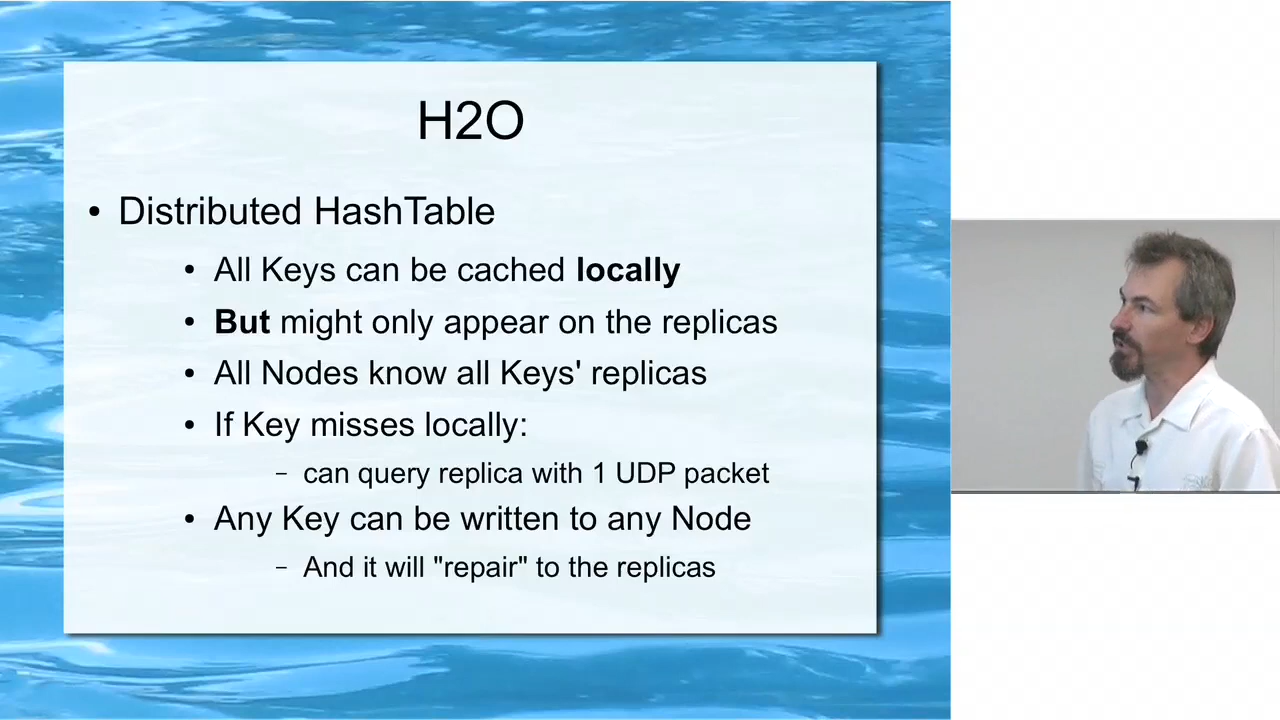 H2O
• Distributed HashTable
• All Keys can be cached locally
• But might only appear on the replicas
• All Nodes know all Keys' replicas
• If Key misses locally:
– can query replica with 1 UDP packet
• Any Key can be written to any Node
– And it will "repair" to the replicas